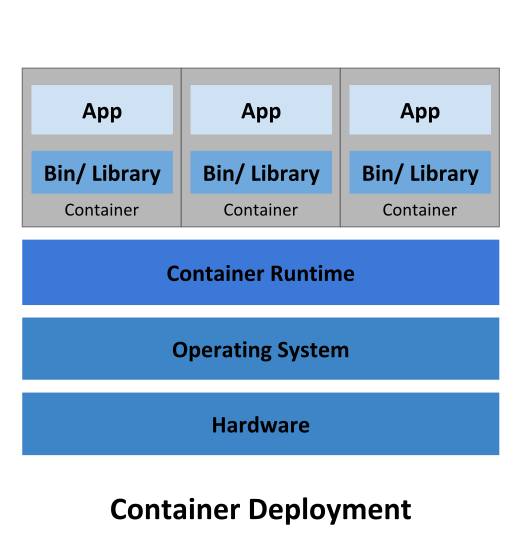 App App App
Bin/ Library Bin/ Library Bin/ Library
Container Container Container
Container Runtime
Operating System
Hardware
Container Deployment